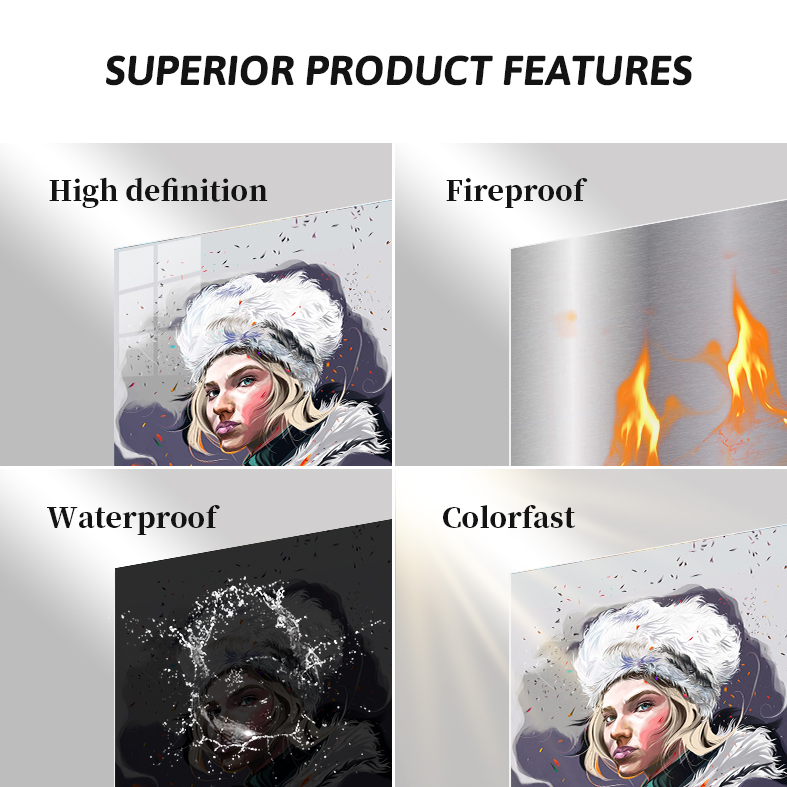 SUPERIOR PRODUCT FEATURES
High definition
Fireproof
Waterproof
Colorfast